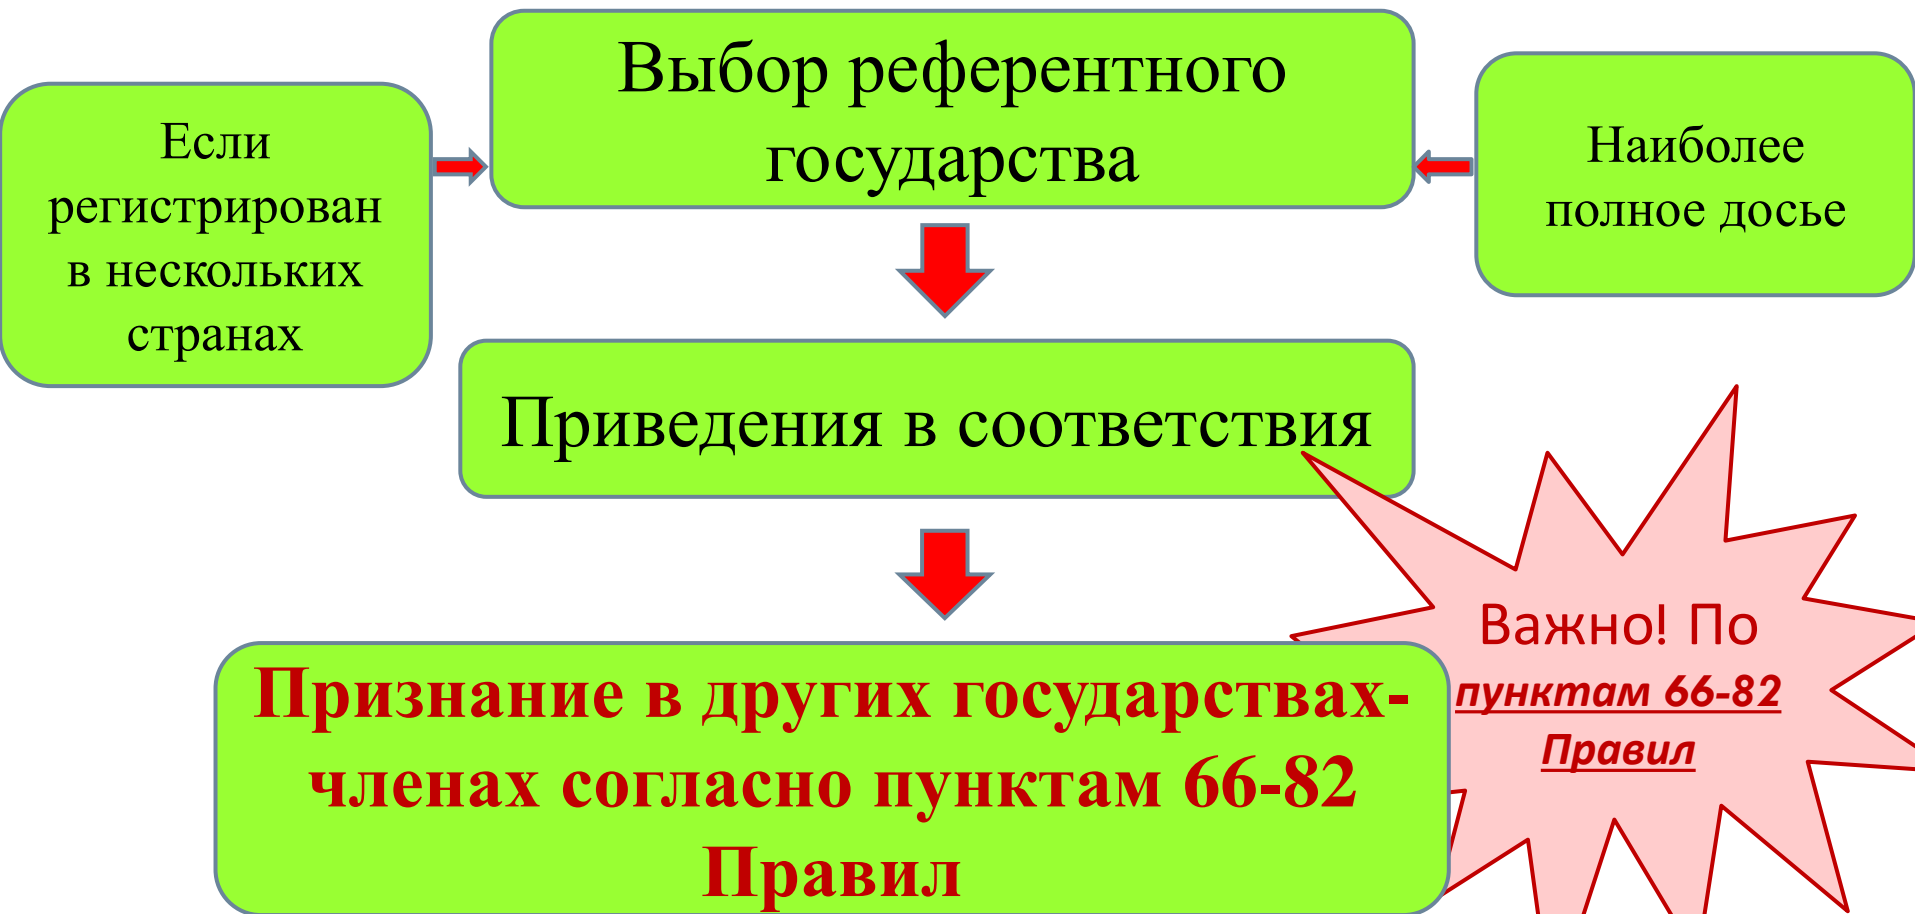 Выбор референтного
государства
Если
регистрирован
в нескольких
странах
Наиболее
полное досье
Приведения в соответствия
Важно! По
пунктам 66-82
Правил
Признание в других государствах-
членах согласно пунктам 66-82
Правил